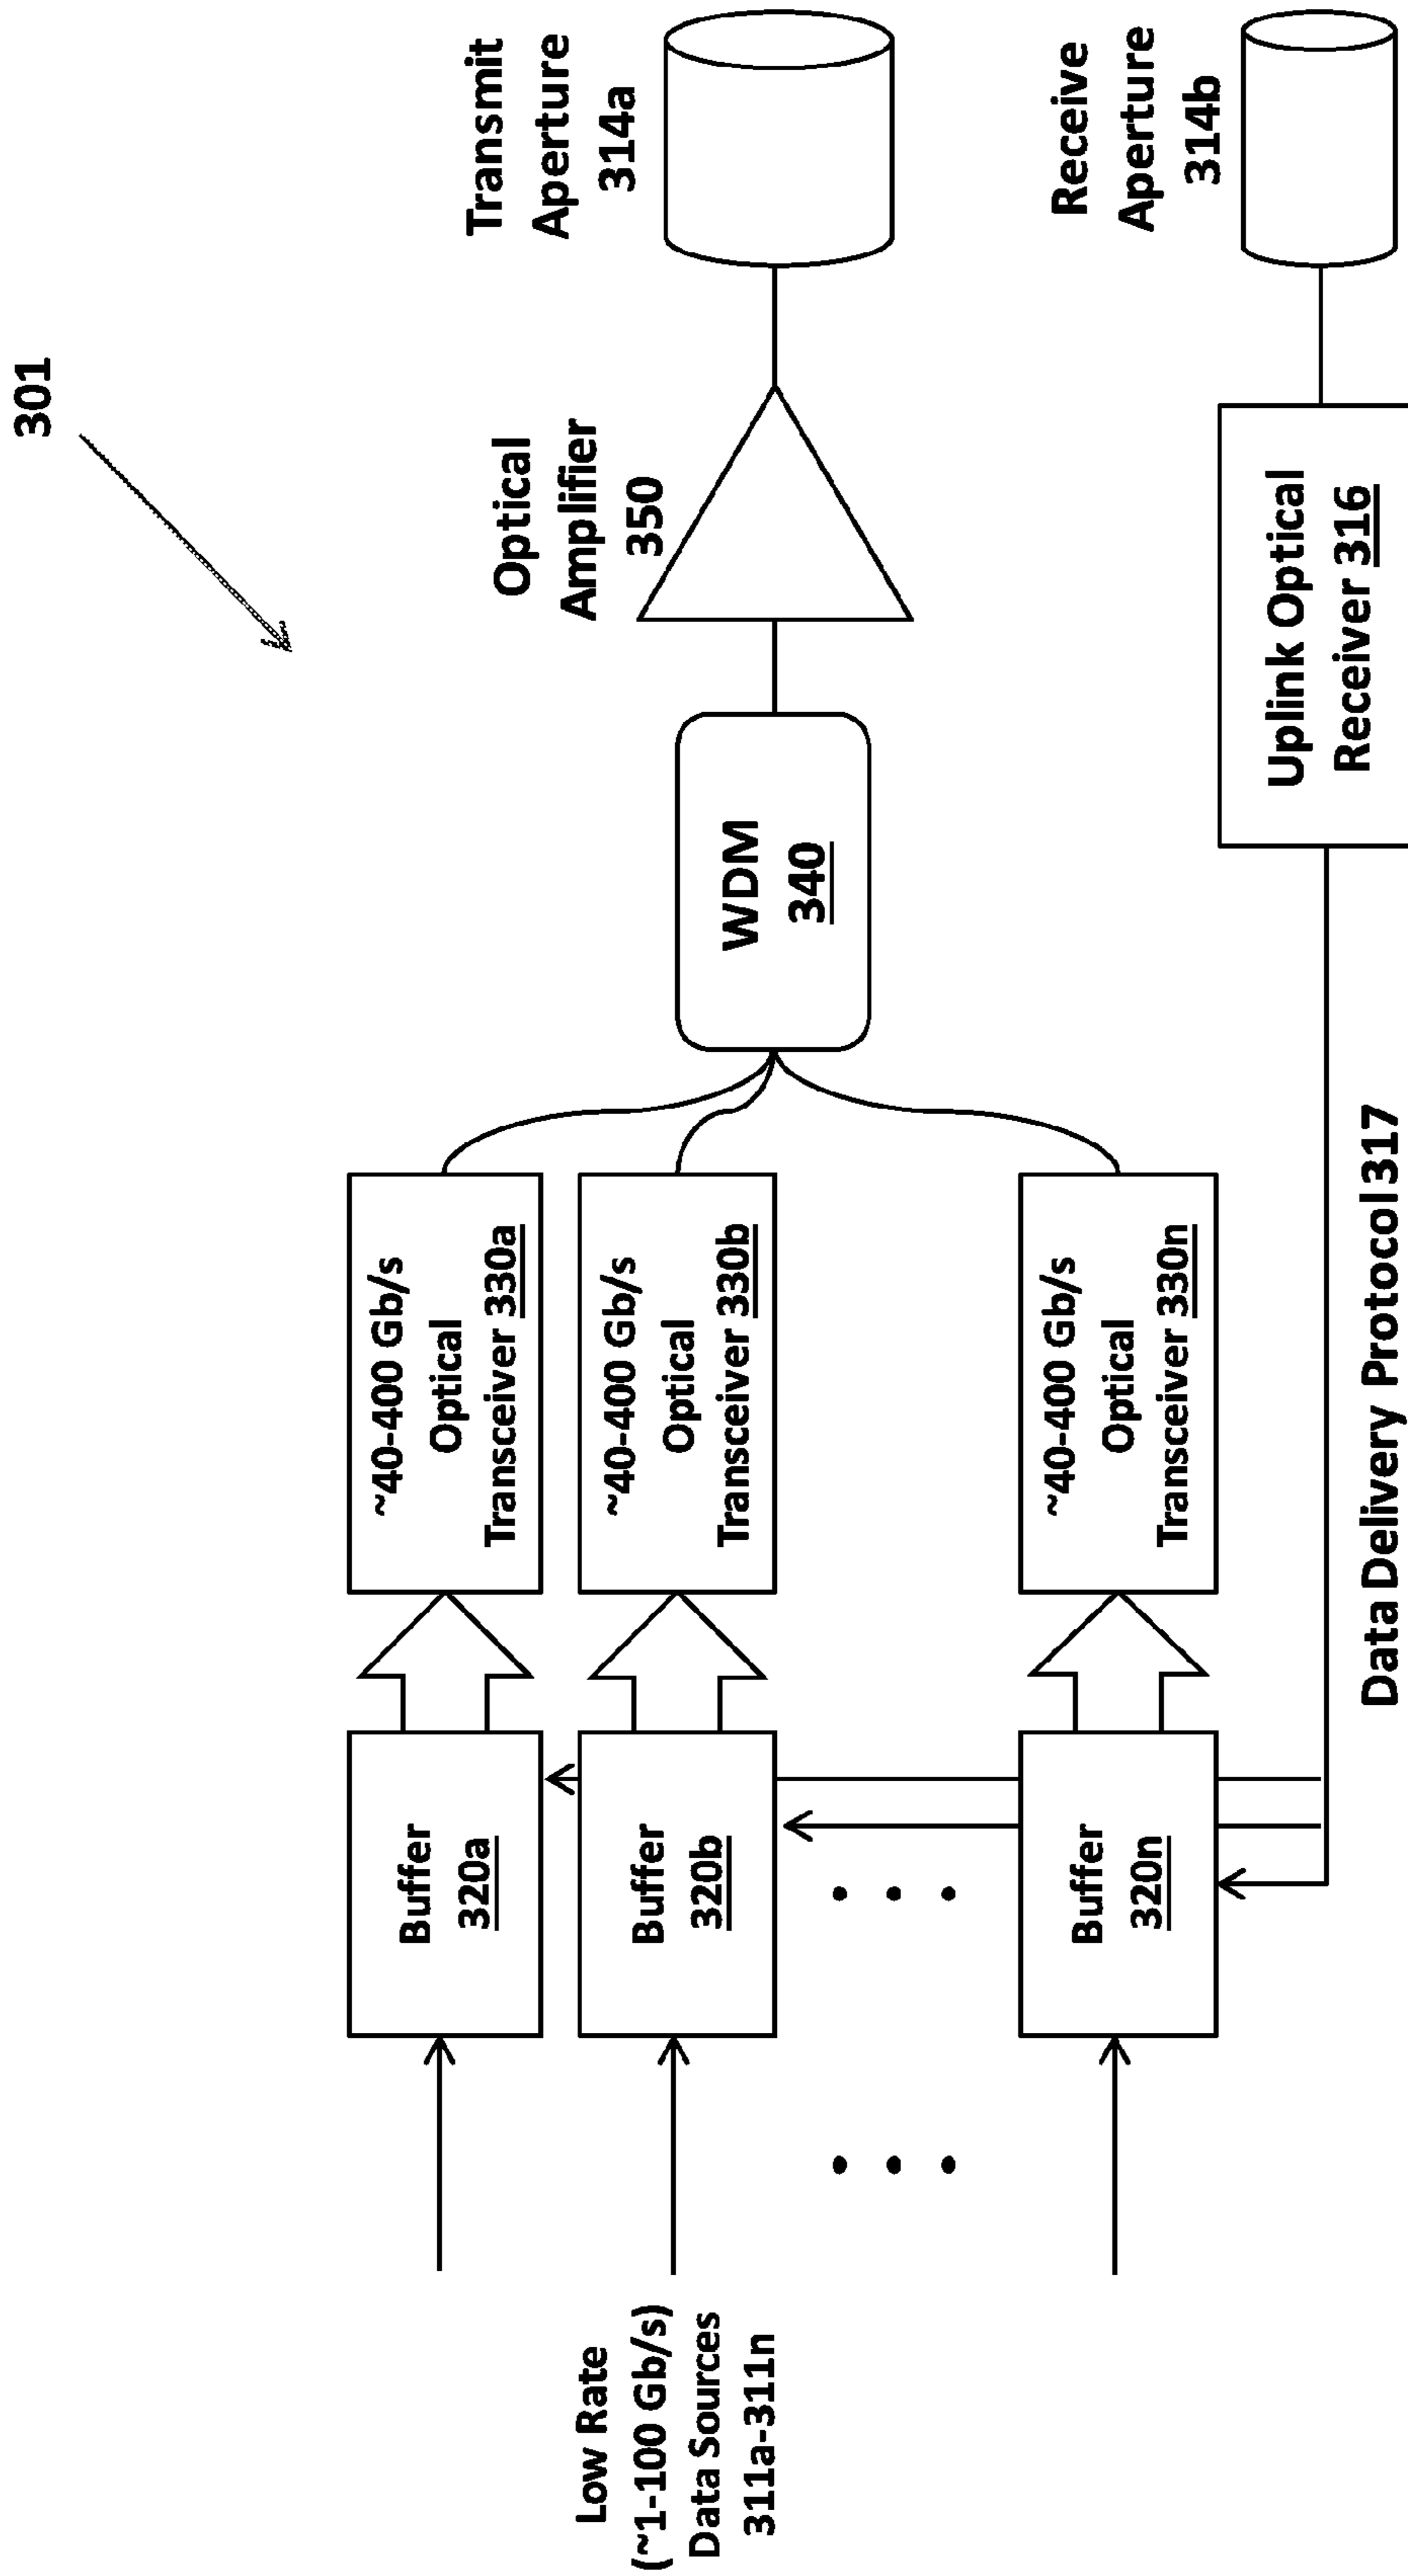 301
Transmit
Aperture
314a
Optical
Amplifier
350
WDM
340
~40-400 Gb/s
Optical
Transceiver 330a
~40-400 Gb/s
Optical
Transceiver 330b
~40-400 Gb/s
Optical
Transceiver 330n
Buffer
320a
Buffer
320b
Buffer
320n
Low Rate
(~1-100 Gb/s)
Data Sources
311a-311n
Receive
Aperture
314b
Uplink Optical
Receiver 316
Data Delivery Protocol 317